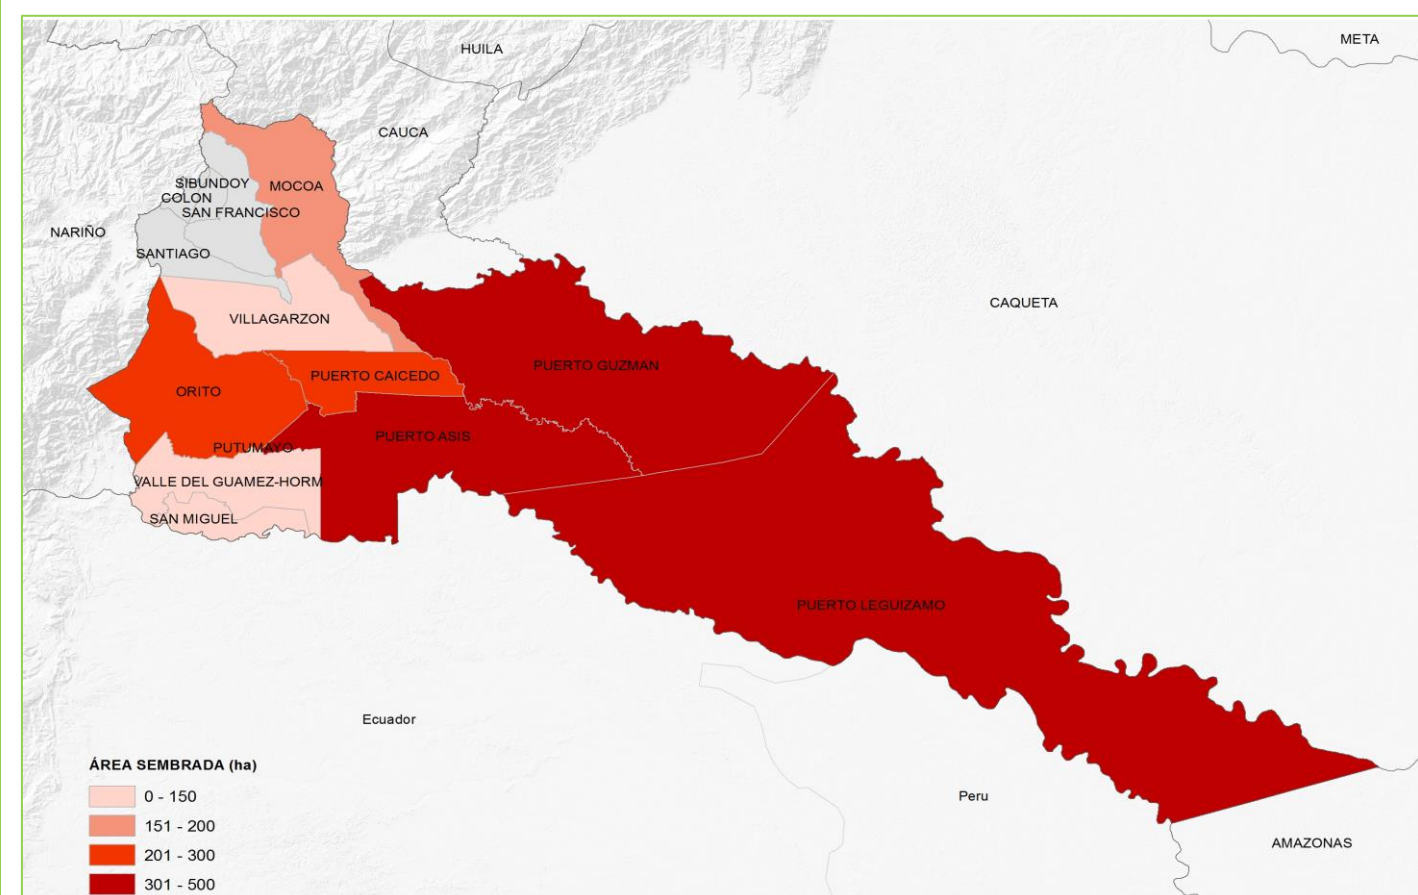 HUILA
META
CAUCA
SIBUNDOY
MOCOA
COLON
SAN FRANCISCO
NARIÑO
SANTIAGO
CAQUETA
VILLAGARZON
PUERTO GUZMAN
PUERTO CAICEDO
ORITO
PUERTO ASIS
PUTUMAYO
VALLE DEL GUAMEZ-HORM
SAN MIGUEL
PUERTO LEGUIZAMO
Ecuador
Peru
AMAZONAS
ÁREA SEMBRADA (ha)
0 - 150
151 - 200
201 - 300
301 - 500